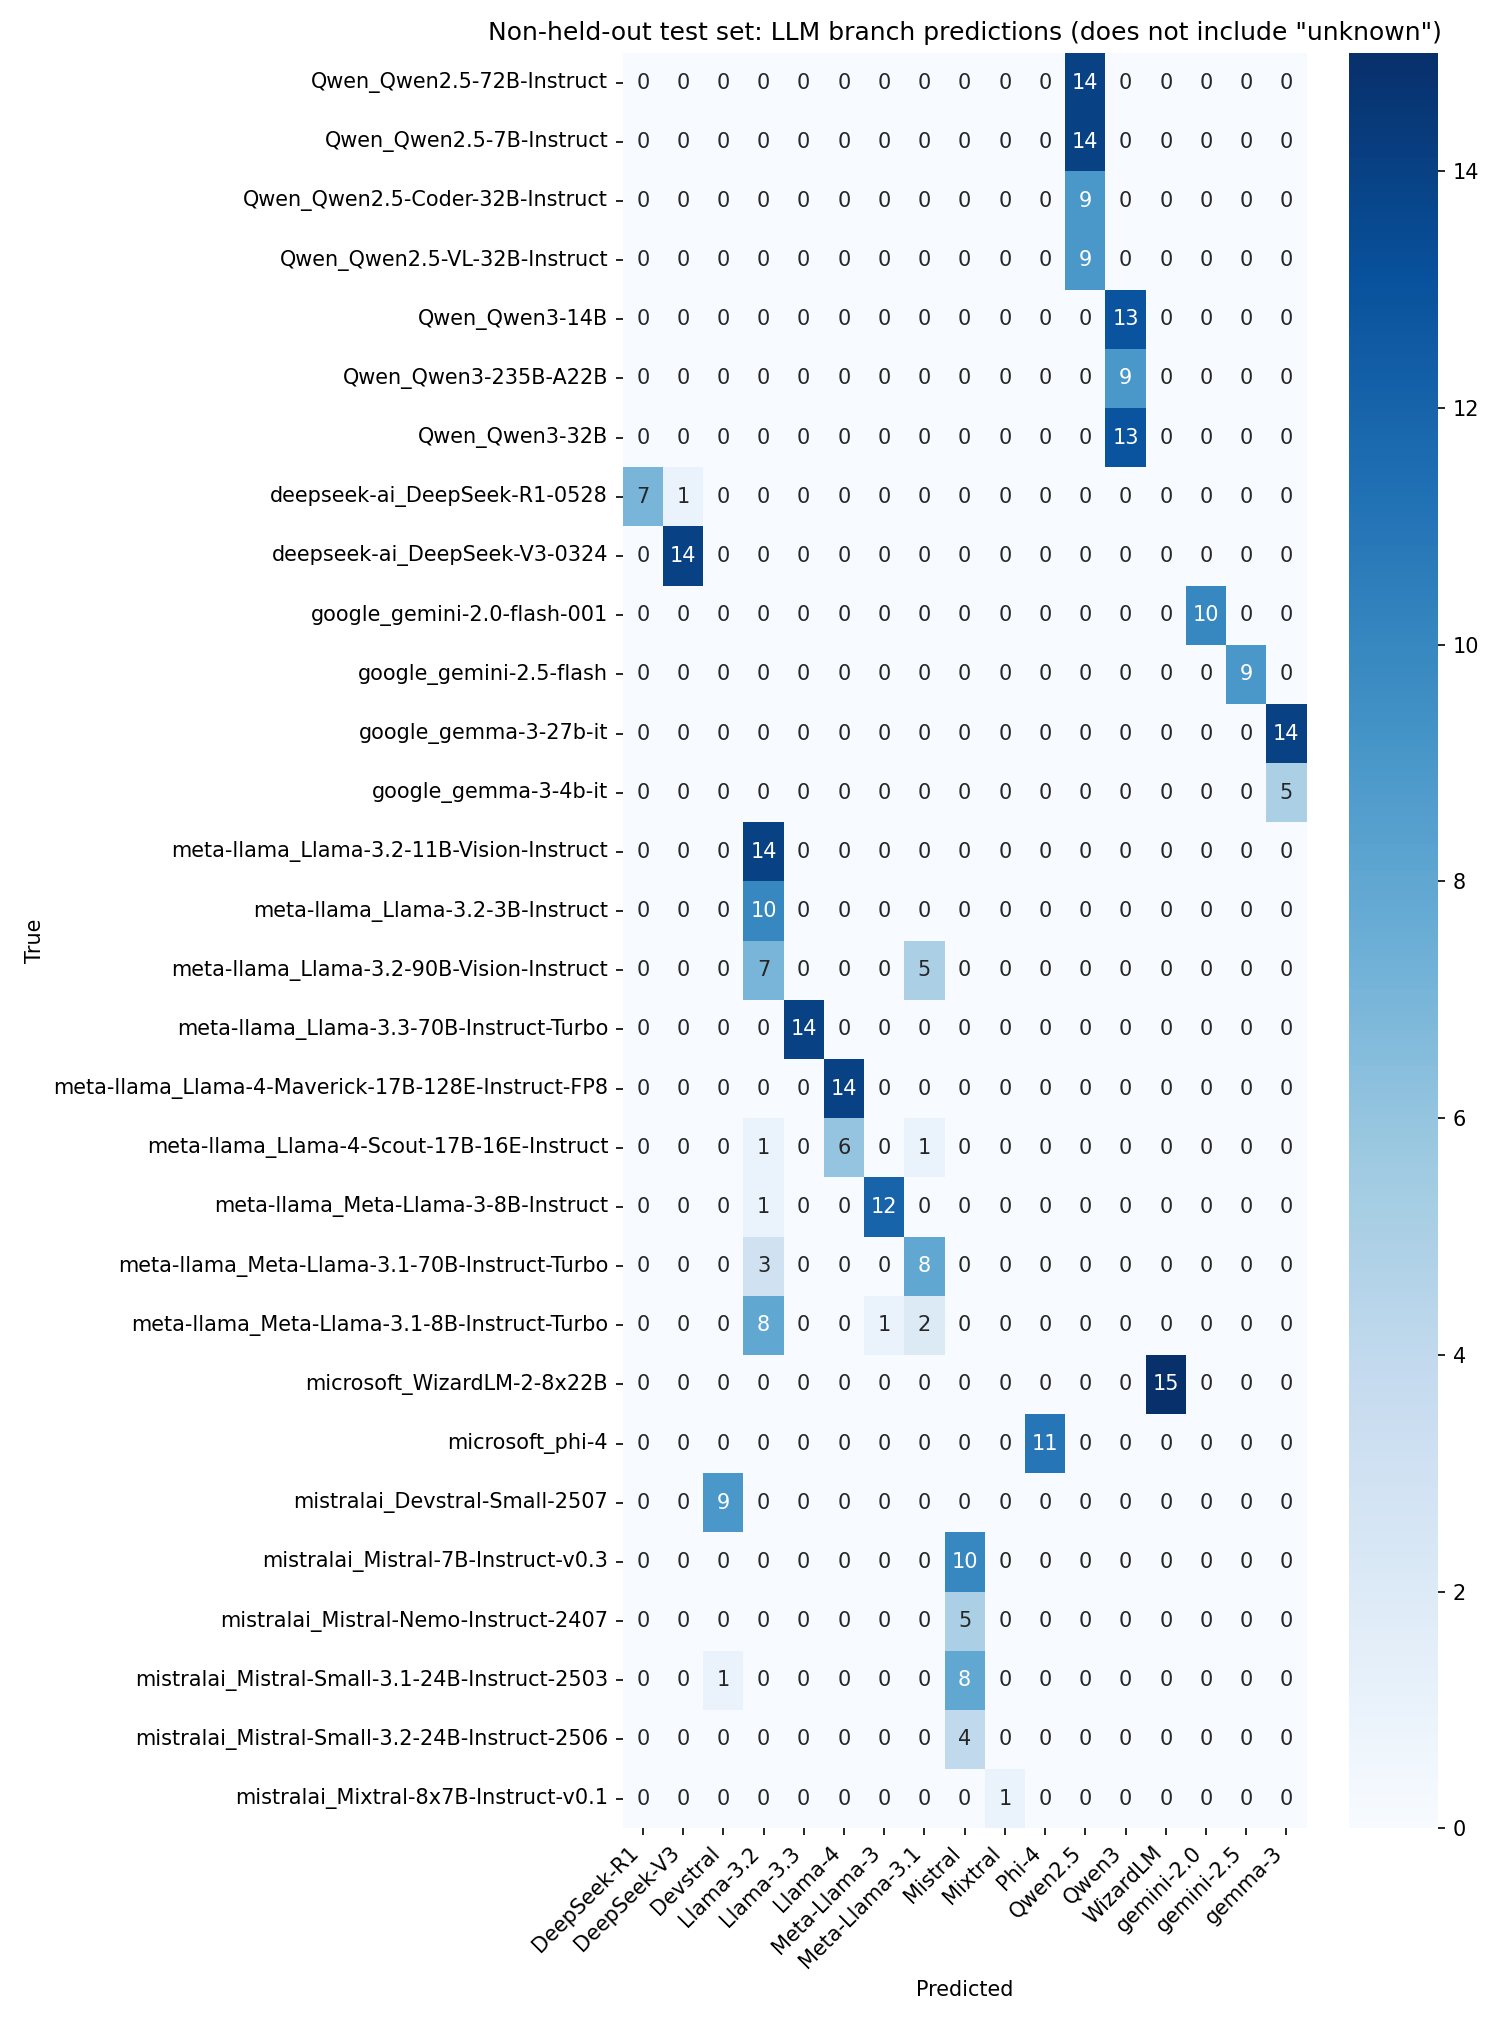 Non-held-out test set: LLM branch predictions (does not include "unknown")
Qwen_Qwen2.5-72B-Instruct 0 0 0 0 0 0 0 0 0 0 0 14 0 0 0 0 0
Qwen_Qwen2.5-7B-Instruct 0 0 0 0 0 0 0 0 0 0 0 14 0 0 0 0 0
Qwen_Qwen2.5-Coder-32B-Instruct 0 0 0 0 0 0 0 0 0 0 0 9 0 0 0 0 0
Qwen_Qwen2.5-VL-32B-Instruct 0 0 0 0 0 0 0 0 0 0 0 9 0 0 0 0 0
Qwen_Qwen3-14B 0 0 0 0 0 0 0 0 0 0 0 0 13 0 0 0 0
Qwen_Qwen3-235B-A22B 0 0 0 0 0 0 0 0 0 0 0 0 9 0 0 0 0
Qwen_Qwen3-32B 0 0 0 0 0 0 0 0 0 0 0 0 13 0 0 0 0
deepseek-ai_DeepSeek-R1-0528 7 1 0 0 0 0 0 0 0 0 0 0 0 0 0 0 0
deepseek-ai_DeepSeek-V3-0324 0 14 0 0 0 0 0 0 0 0 0 0 0 0 0 0 0
google_gemini-2.0-flash-001 0 0 0 0 0 0 0 0 0 0 0 0 0 0 10 0 0
google_gemini-2.5-flash 0 0 0 0 0 0 0 0 0 0 0 0 0 0 0 9 0
google_gemma-3-27b-it 0 0 0 0 0 0 0 0 0 0 0 0 0 0 0 0 14
google_gemma-3-4b-it 0 0 0 0 0 0 0 0 0 0 0 0 0 0 0 0 5
meta-llama_Llama-3.2-11B-Vision-Instruct 0 0 0 14 0 0 0 0 0 0 0 0 0 0 0 0 0
meta-llama_Llama-3.2-3B-Instruct 0 0 0 10 0 0 0 0 0 0 0 0 0 0 0 0 0
meta-llama_Llama-3.2-90B-Vision-Instruct 0 0 0 7 0 0 0 5 0 0 0 0 0 0 0 0 0
meta-llama_Llama-3.3-70B-Instruct-Turbo 0 0 0 0 14 0 0 0 0 0 0 0 0 0 0 0 0
meta-llama_Llama-4-Maverick-17B-128E-Instruct-FP8 0 0 0 0 0 14 0 0 0 0 0 0 0 0 0 0 0
meta-llama_Llama-4-Scout-17B-16E-Instruct 0 0 0 1 0 6 0 1 0 0 0 0 0 0 0 0 0
meta-llama_Meta-Llama-3-8B-Instruct 0 0 0 1 0 0 12 0 0 0 0 0 0 0 0 0 0
meta-llama_Meta-Llama-3.1-70B-Instruct-Turbo 0 0 0 3 0 0 0 8 0 0 0 0 0 0 0 0 0
meta-llama_Meta-Llama-3.1-8B-Instruct-Turbo 0 0 0 8 0 0 1 2 0 0 0 0 0 0 0 0 0
microsoft_WizardLM-2-8x22B 0 0 0 0 0 0 0 0 0 0 0 0 0 15 0 0 0
microsoft_phi-4 0 0 0 0 0 0 0 0 0 0 11 0 0 0 0 0 0
mistralai_Devstral-Small-2507 0 0 9 0 0 0 0 0 0 0 0 0 0 0 0 0 0
mistralai_Mistral-7B-Instruct-v0.3 0 0 0 0 0 0 0 0 10 0 0 0 0 0 0 0 0
mistralai_Mistral-Nemo-Instruct-2407 0 0 0 0 0 0 0 0 5 0 0 0 0 0 0 0 0
mistralai_Mistral-Small-3.1-24B-Instruct-2503 0 0 1 0 0 0 0 0 8 0 0 0 0 0 0 0 0
mistralai_Mistral-Small-3.2-24B-Instruct-2506 0 0 0 0 0 0 0 0 4 0 0 0 0 0 0 0 0
mistralai_Mixtral-8x7B-Instruct-v0.1 0 0 0 0 0 0 0 0 0 1 0 0 0 0 0 0 0
True
DeepSeek-R1
DeepSeek-V3
Devstral
Llama-3.2
Llama-3.3
Llama-4
Meta-Llama-3
Meta-Llama-3.1
Mistral
Mixtral
Phi-4
Qwen2.5
Qwen3
WizardLM
gemini-2.0
gemini-2.5
gemma-3
Predicted
14
12
10
8
6
4
2
0